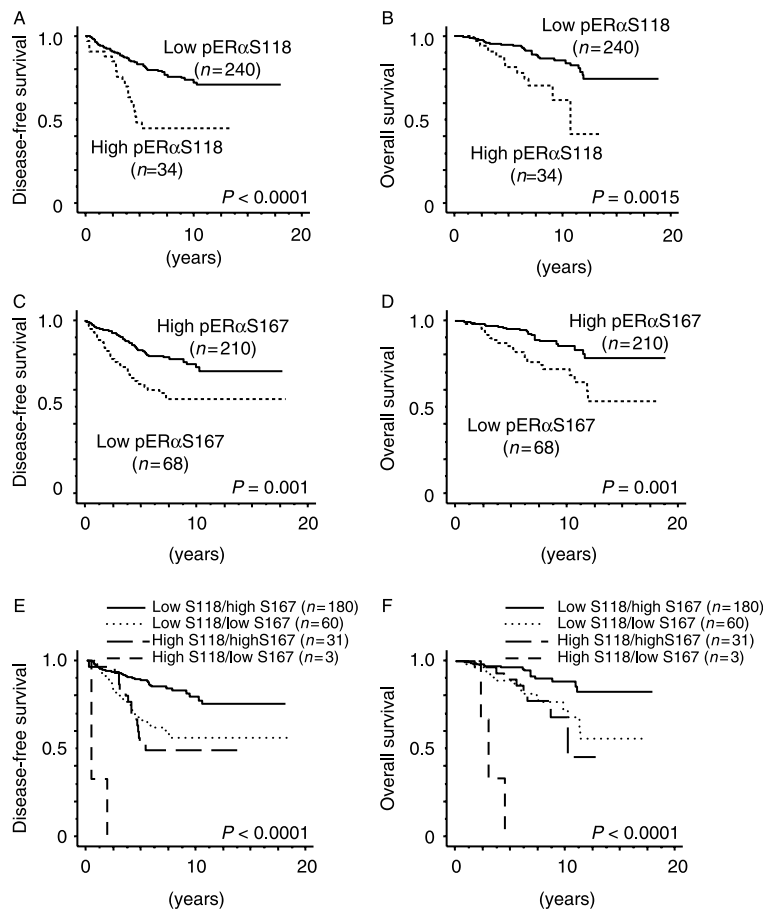 A
Disease-free survival
1.0
0.5
0
Low pERαS118
(n=240)
High pERαS118
(n=34)
P < 0.0001
0 10 20
(years)
B
Overall survival
1.0
0.5
0
Low pERαS118
(n=240)
High pERαS118
(n=34)
P = 0.0015
0 10 20
(years)
C
Disease-free survival
1.0
0.5
0
High pERαS167
(n=210)
Low pERαS167
(n=68)
P = 0.001
0 10 20
(years)
D
Overall survival
1.0
0.5
0
High pERαS167
(n=210)
Low pERαS167
(n=68)
P = 0.001
0 10 20
(years)
E
Low S118/high S167 (n=180)
Low S118/low S167 (n=60)
High S118/highS167 (n=31)
High S118/low S167 (n=3)
Disease-free survival
1.0
0.5
0
P < 0.0001
0 10 20
(years)
F
Low S118/high S167 (n=180)
Low S118/low S167 (n=60)
High S118/highS167 (n=31)
High S118/low S167 (n=3)
Overall survival
1.0
0.5
0
P < 0.0001
0 10 20
(years)